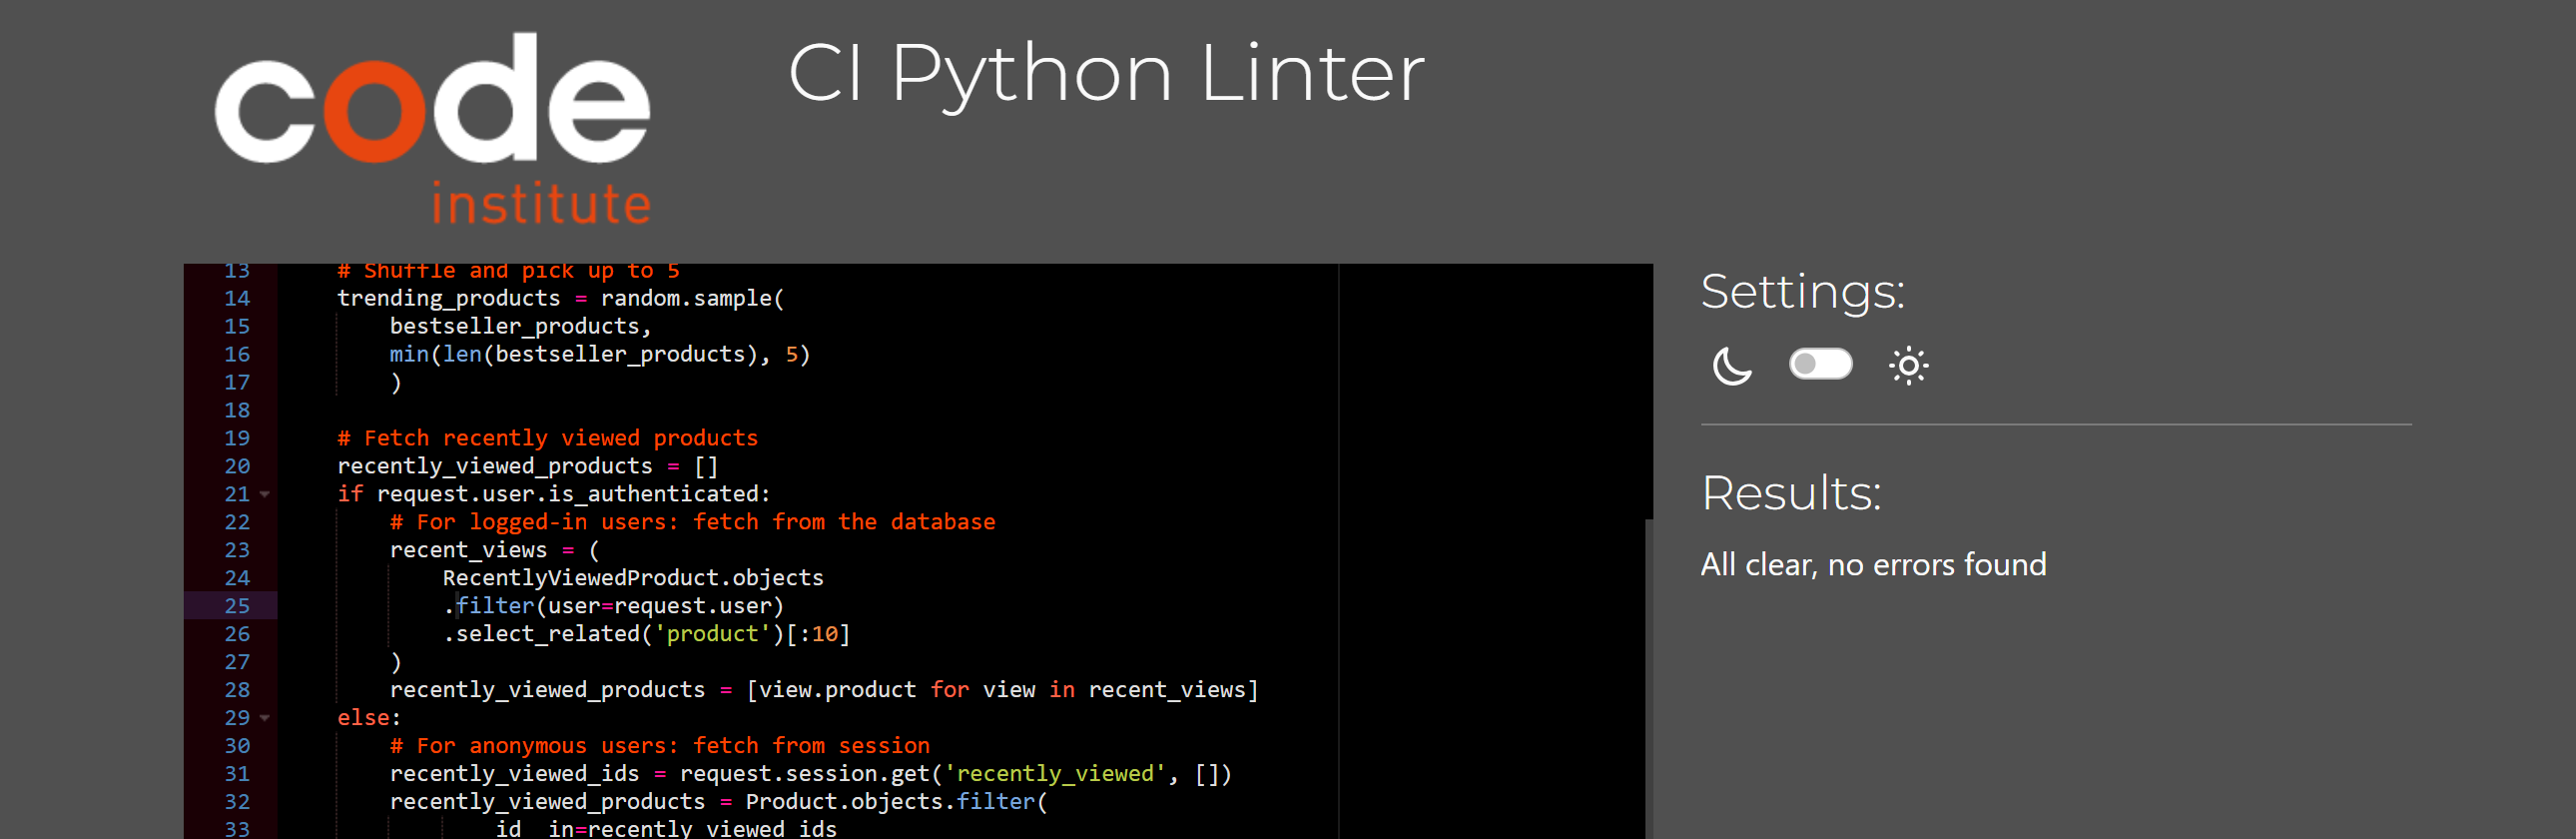 code
institute
CI Python Linter
13 # Shuffle and pick up to 5
14 trending_products = random.sample(
15 bestseller_products,
16 min(len(bestseller_products), 5)
17 )
18
19 # Fetch recently viewed products
20 recently_viewed_products = []
21 if request.user.is_authenticated:
22 # For logged-in users: fetch from the database
23 recent_views = (
24 RecentlyViewedProduct.objects
25 .filter(user=request.user)
26 .select_related('product')[:10]
27 )
28 recently_viewed_products = [view.product for view in recent_views]
29 else:
30 # For anonymous users: fetch from session
31 recently_viewed_ids = request.session.get('recently_viewed', [])
32 recently_viewed_products = Product.objects.filter(
33 id__in=recently_viewed_ids
Settings:
Results:
All clear, no errors found